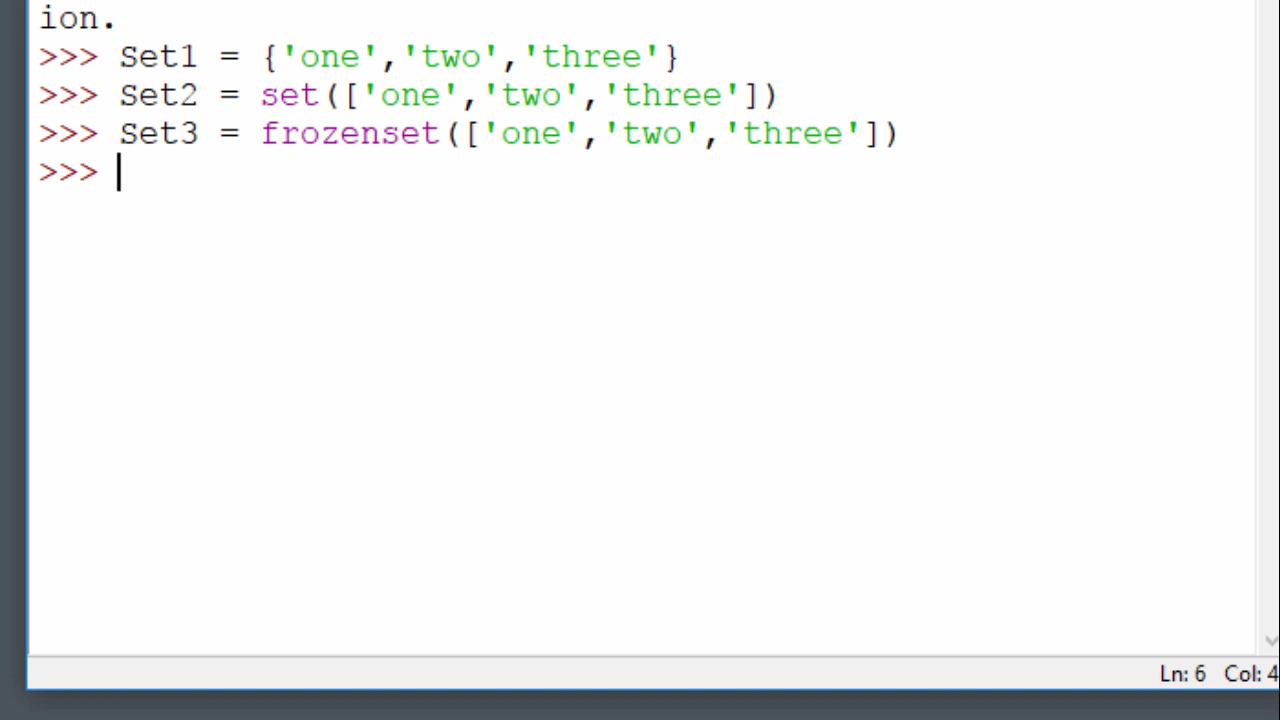 ion.
>>> Set1 = {'one','two','three'}
>>> Set2 = set(['one','two','three'])
>>> Set3 = frozenset(['one','two','three'])
>>>
Ln: 6 Col: 4